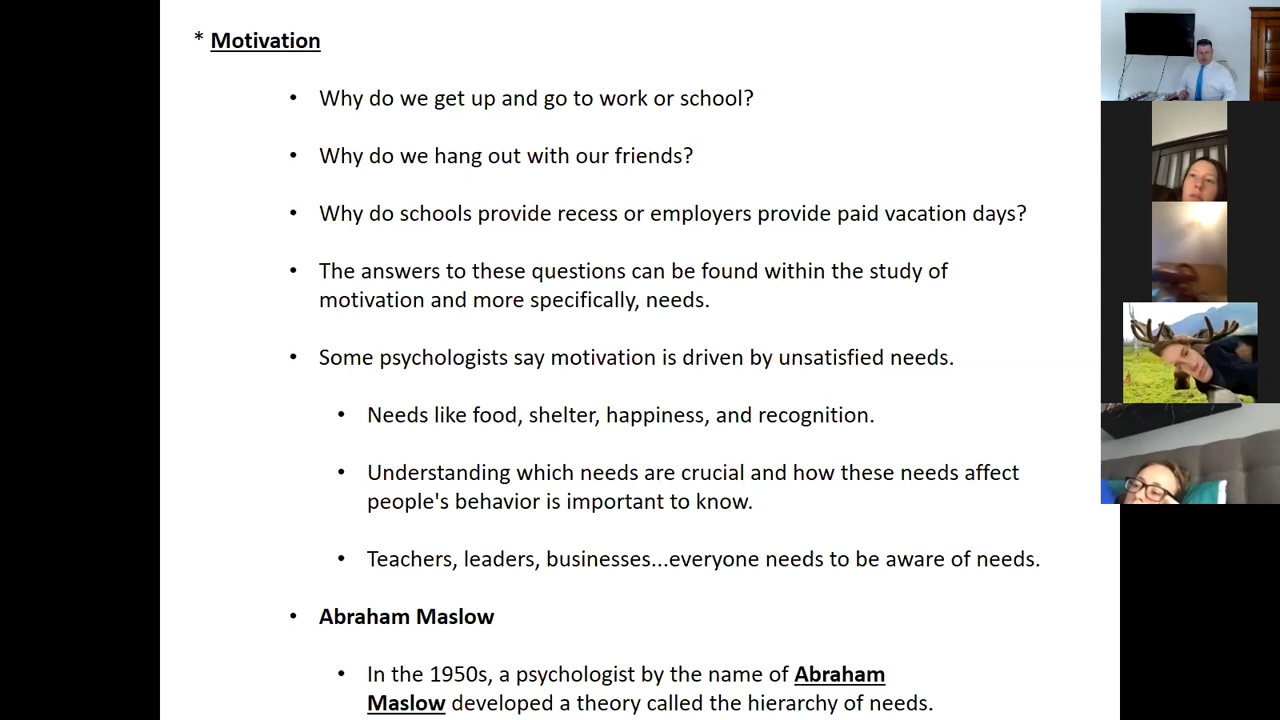 * Motivation
• Why do we get up and go to work or school?
• Why do we hang out with our friends?
• Why do schools provide recess or employers provide paid vacation days?
• The answers to these questions can be found within the study of
motivation and more specifically, needs.
• Some psychologists say motivation is driven by unsatisfied needs.
• Needs like food, shelter, happiness, and recognition.
• Understanding which needs are crucial and how these needs affect
people's behavior is important to know.
• Teachers, leaders, businesses...everyone needs to be aware of needs.
• Abraham Maslow
• In the 1950s, a psychologist by the name of Abraham
Maslow developed a theory called the hierarchy of needs.